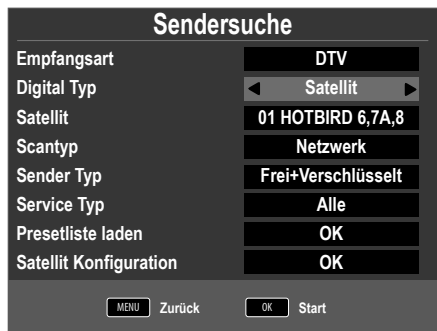 Sendersuche
Empfangsart DTV
Digital Typ Satellit
Satellit 01 HOTBIRD 6,7A,8
Scantyp Netzwerk
Sender Typ Frei+Verschlüsselt
Service Typ Alle
Presetliste laden OK
Satellit Konfiguration OK
MENU Zurück OK Start